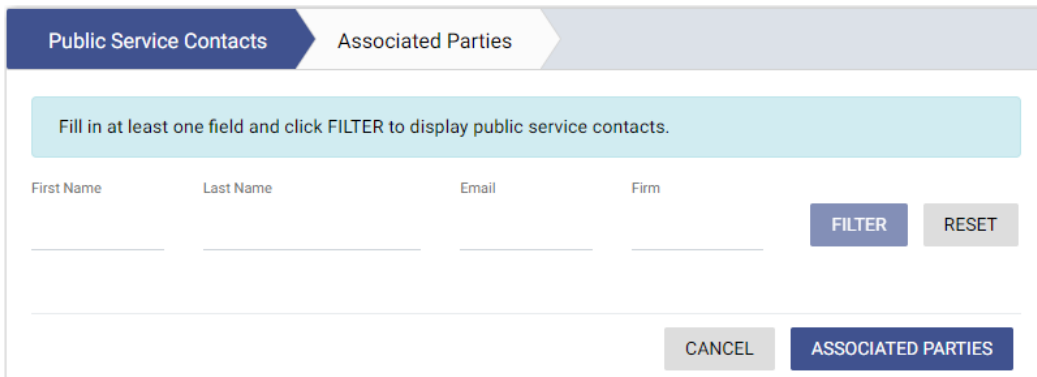 Public Service Contacts
Associated Parties
Fill in at least one field and click FILTER to display public service contacts.
First Name
Last Name
Email
Firm
FILTER
RESET
CANCEL
ASSOCIATED PARTIES